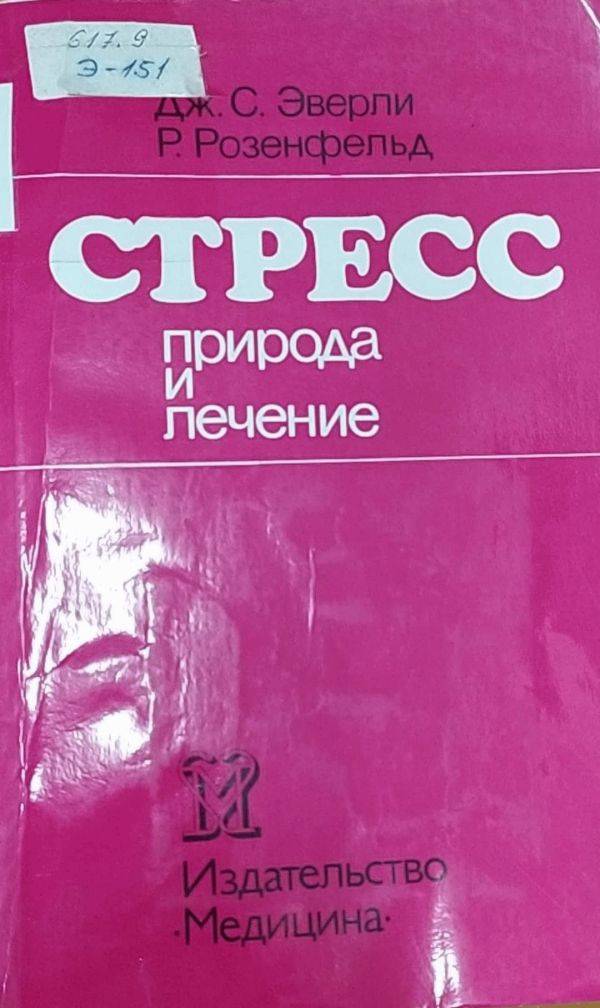 617.9
Э-151
Дж. С. Эверли
Р. Розенфельд
СТРЕСС
природа
и
лечение
М
Издательство
·Медицина·